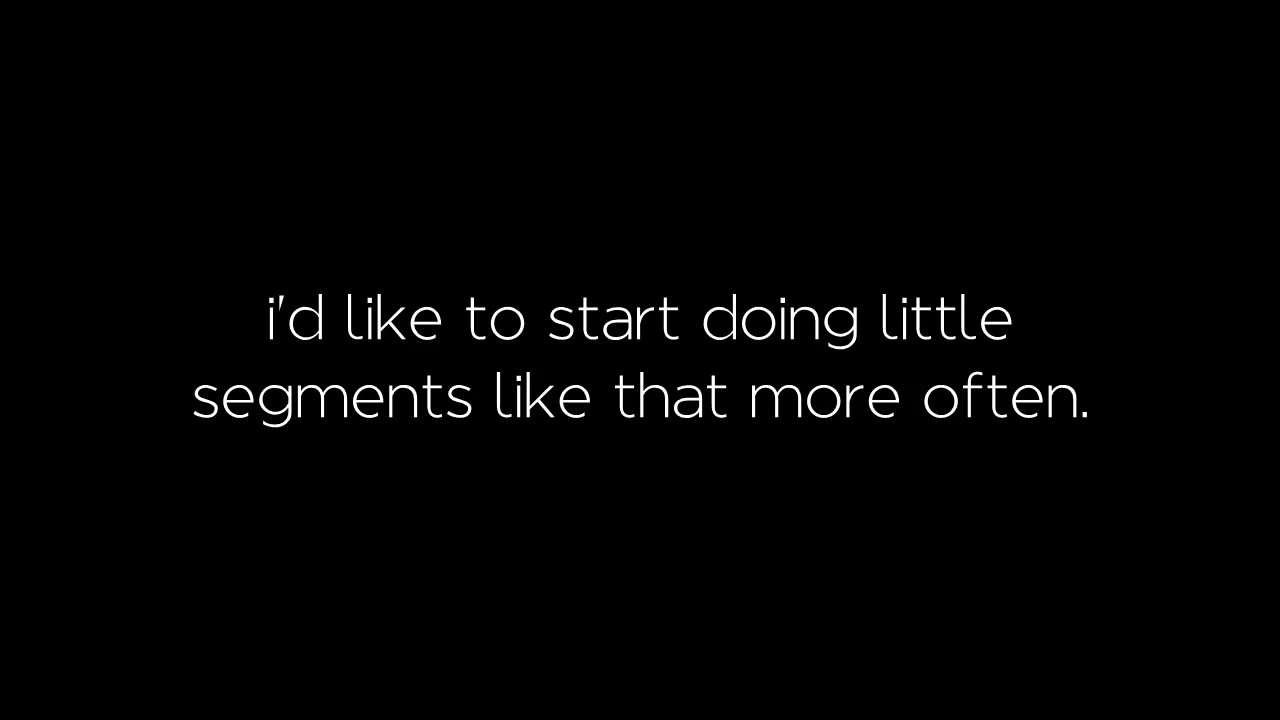 i'd like to start doing little
segments like that more often.